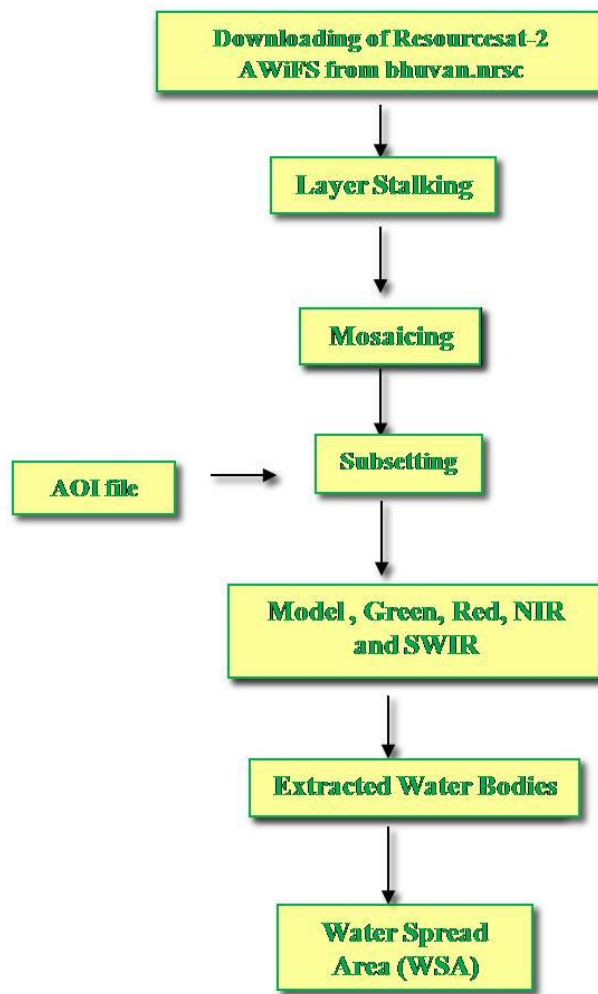 Downloading of Resourcesat-2
AWiFS from bhuvan.nrsc
Layer Stalking
Mosaicing
Subsetting
AOI file
Model , Green, Red, NIR
and SWIR
Extracted Water Bodies
Water Spread
Area (WSA)